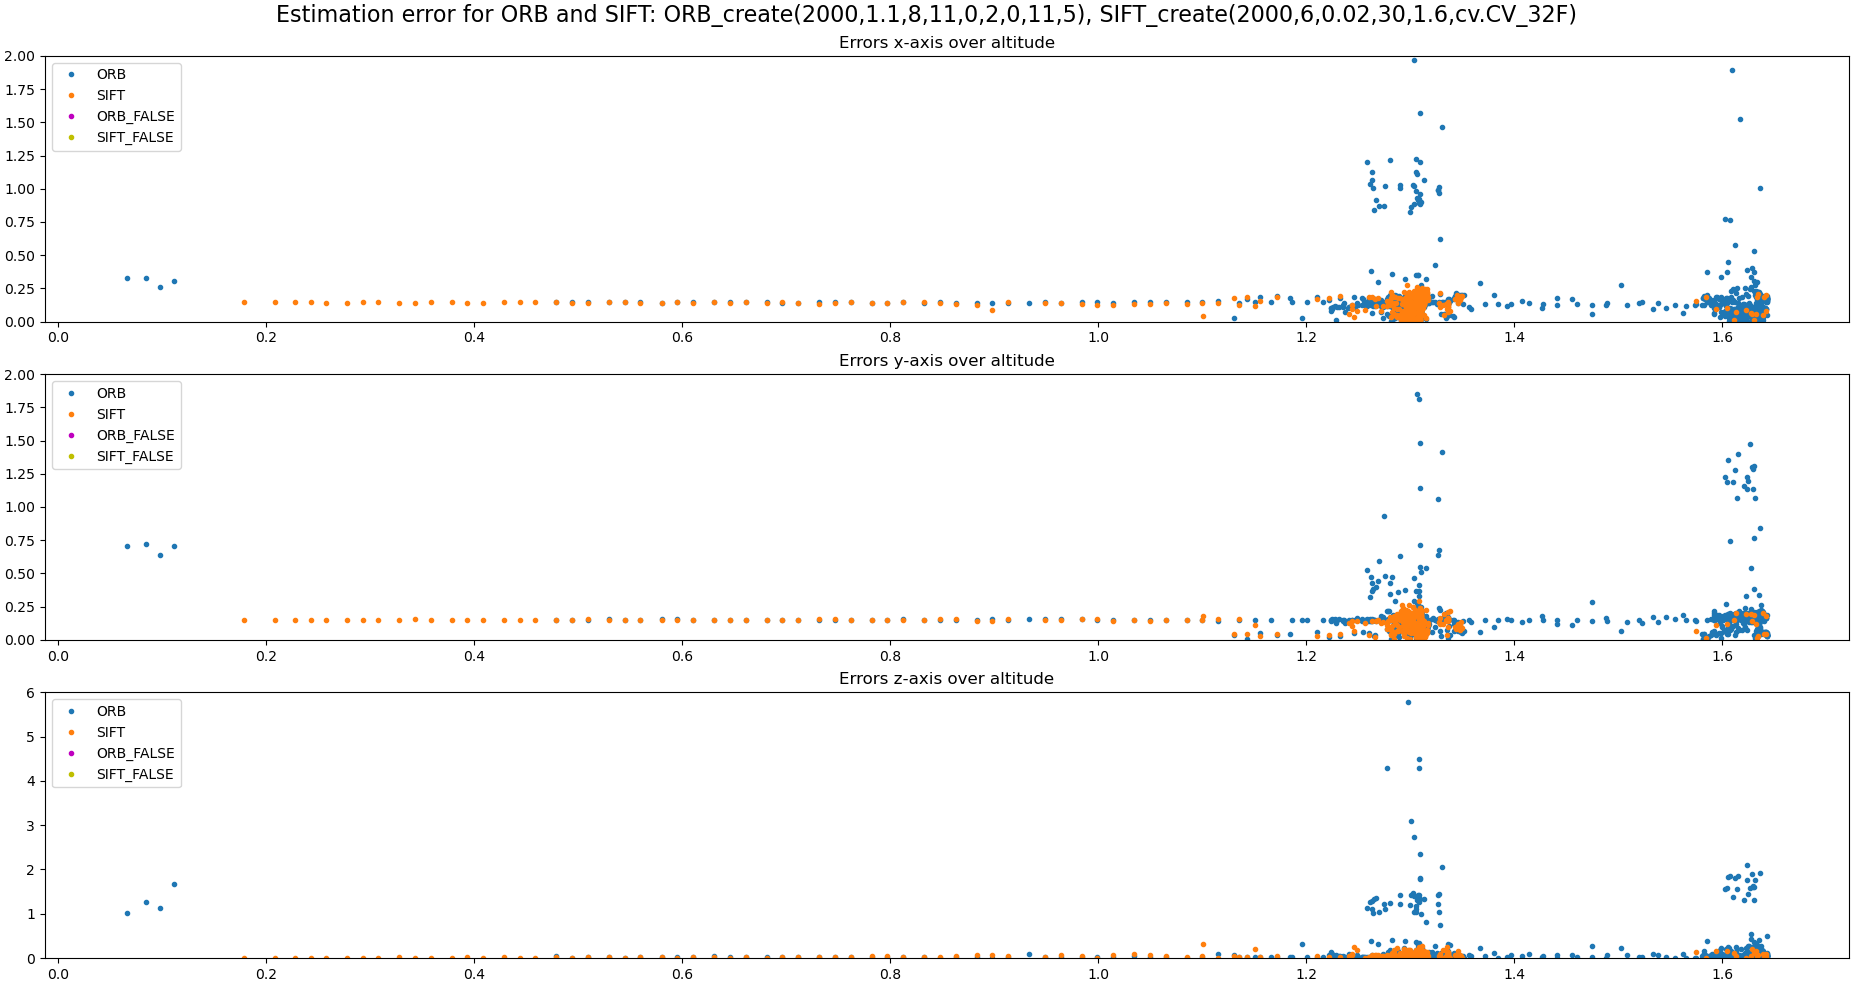 Estimation error for ORB and SIFT: ORB_create(2000,1.1,8,11,0,2,0,11,5), SIFT_create(2000,6,0.02,30,1.6,cv.CV_32F)
Errors x-axis over altitude
2.00
1.75
1.50
1.25
1.00
0.75
0.50
0.25
0.00
ORB
SIFT
ORB_FALSE
SIFT_FALSE
0.0 0.2 0.4 0.6 0.8 1.0 1.2 1.4 1.6
Errors y-axis over altitude
2.00
1.75
1.50
1.25
1.00
0.75
0.50
0.25
0.00
ORB
SIFT
ORB_FALSE
SIFT_FALSE
0.0 0.2 0.4 0.6 0.8 1.0 1.2 1.4 1.6
Errors z-axis over altitude
6
5
4
3
2
1
0
ORB
SIFT
ORB_FALSE
SIFT_FALSE
0.0 0.2 0.4 0.6 0.8 1.0 1.2 1.4 1.6